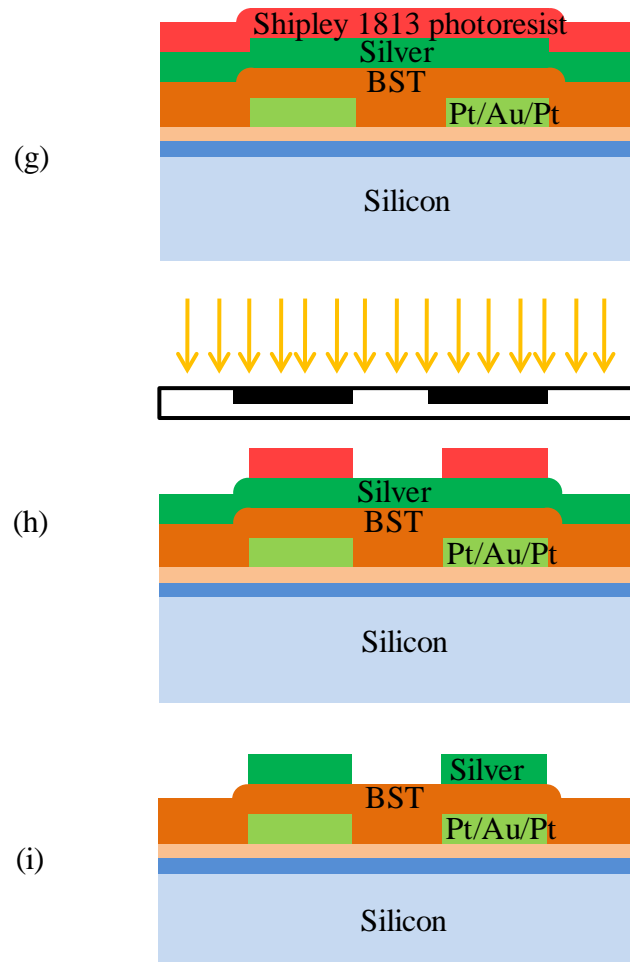 Shipley 1813 photoresist
Silver
BST
Pt/Au/Pt
(g)
Silicon
Silver
(h)
BST
Pt/Au/Pt
Silicon
Silver
BST
Pt/Au/Pt
(i)
Silicon